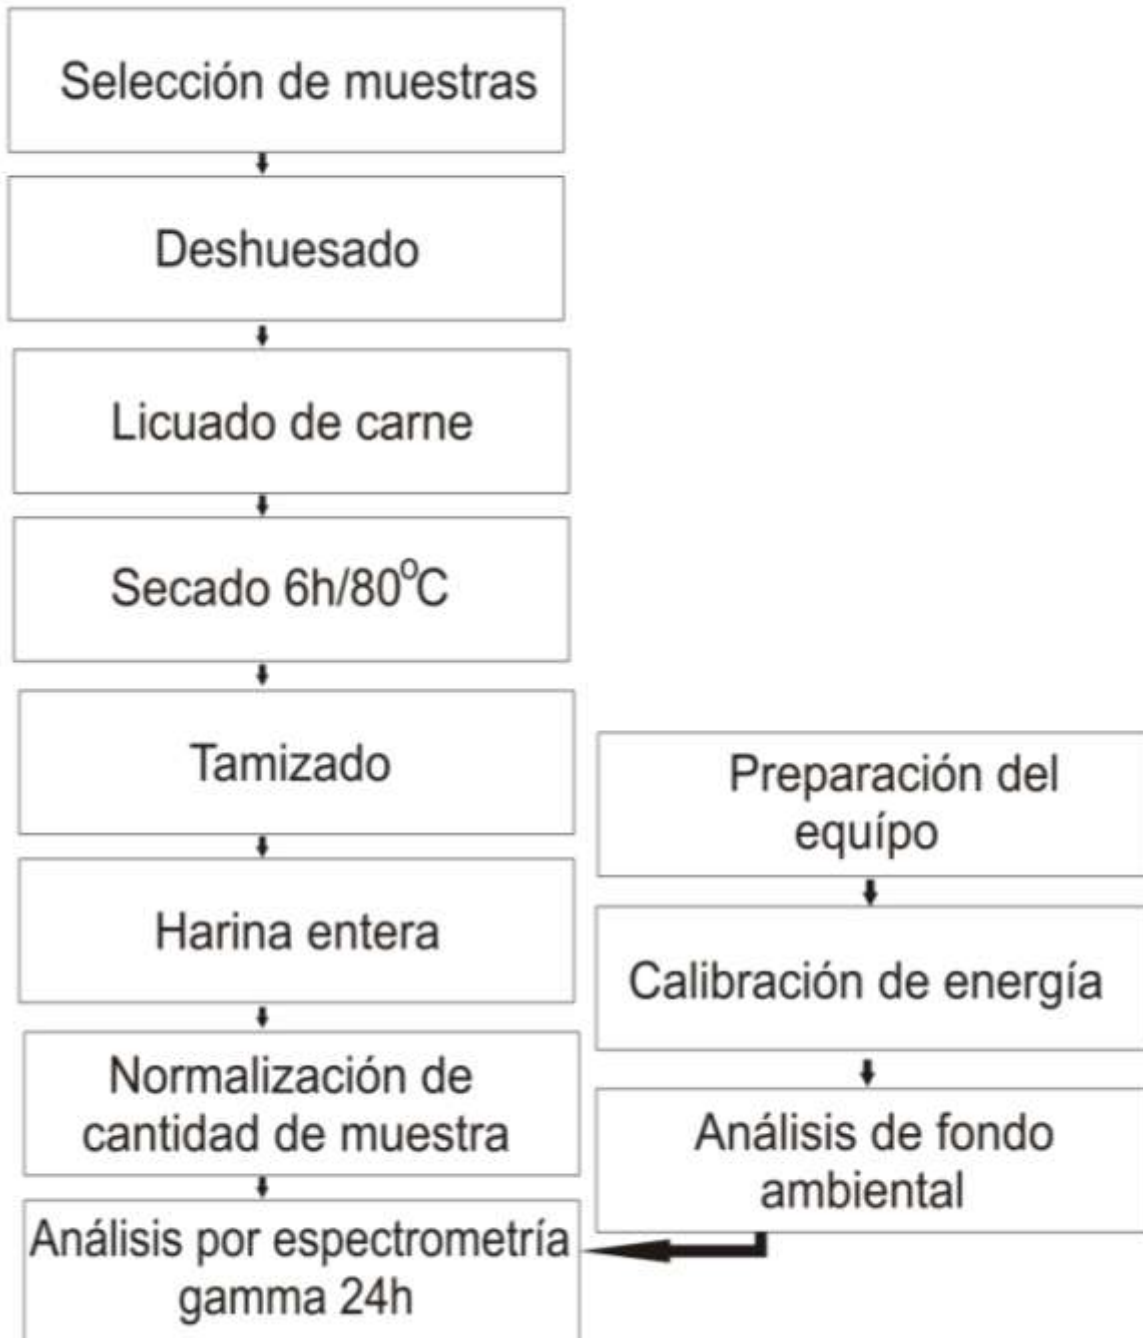 Selección de muestras
Deshuesado
Licuado de carne
Secado 6h/80°C
Tamizado
Harina entera
Normalización de
cantidad de muestra
Análisis por espectrometría
gamma 24h
Preparación del
equípo
Calibración de energía
Análisis de fondo
ambiental